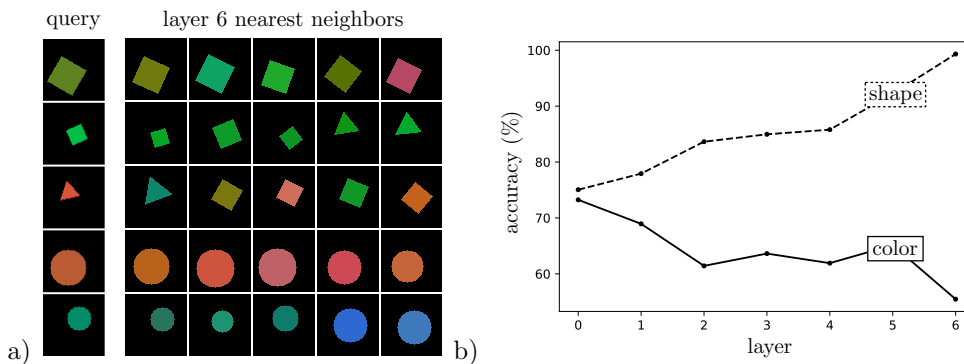 query
layer 6 nearest neighbors
a)
b)
accuracy (%)
100
90
80
70
60
shape
color
0 1 2 3 4 5 6
layer